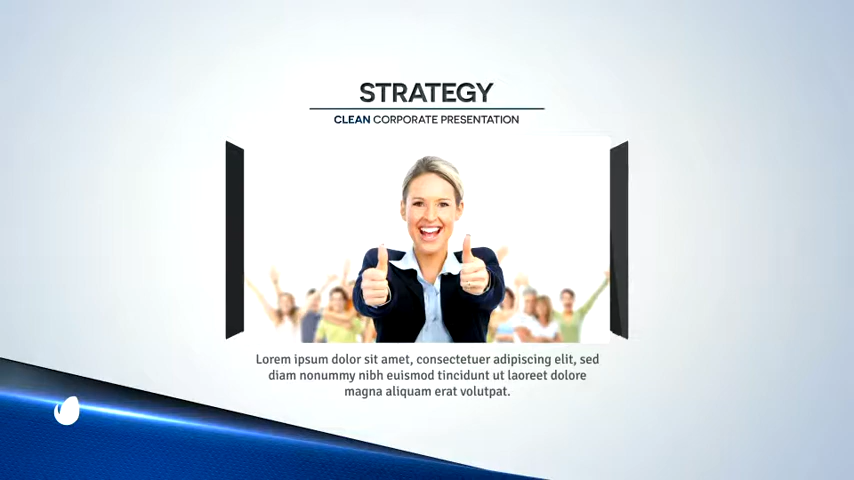 STRATEGY
CLEAN CORPORATE PRESENTATION
Lorem ipsum dolor sit amet, consectetuer adipiscing elit, sed
diam nonummy nibh euismod tincidunt ut laoreet dolore
magna aliquam erat volutpat.